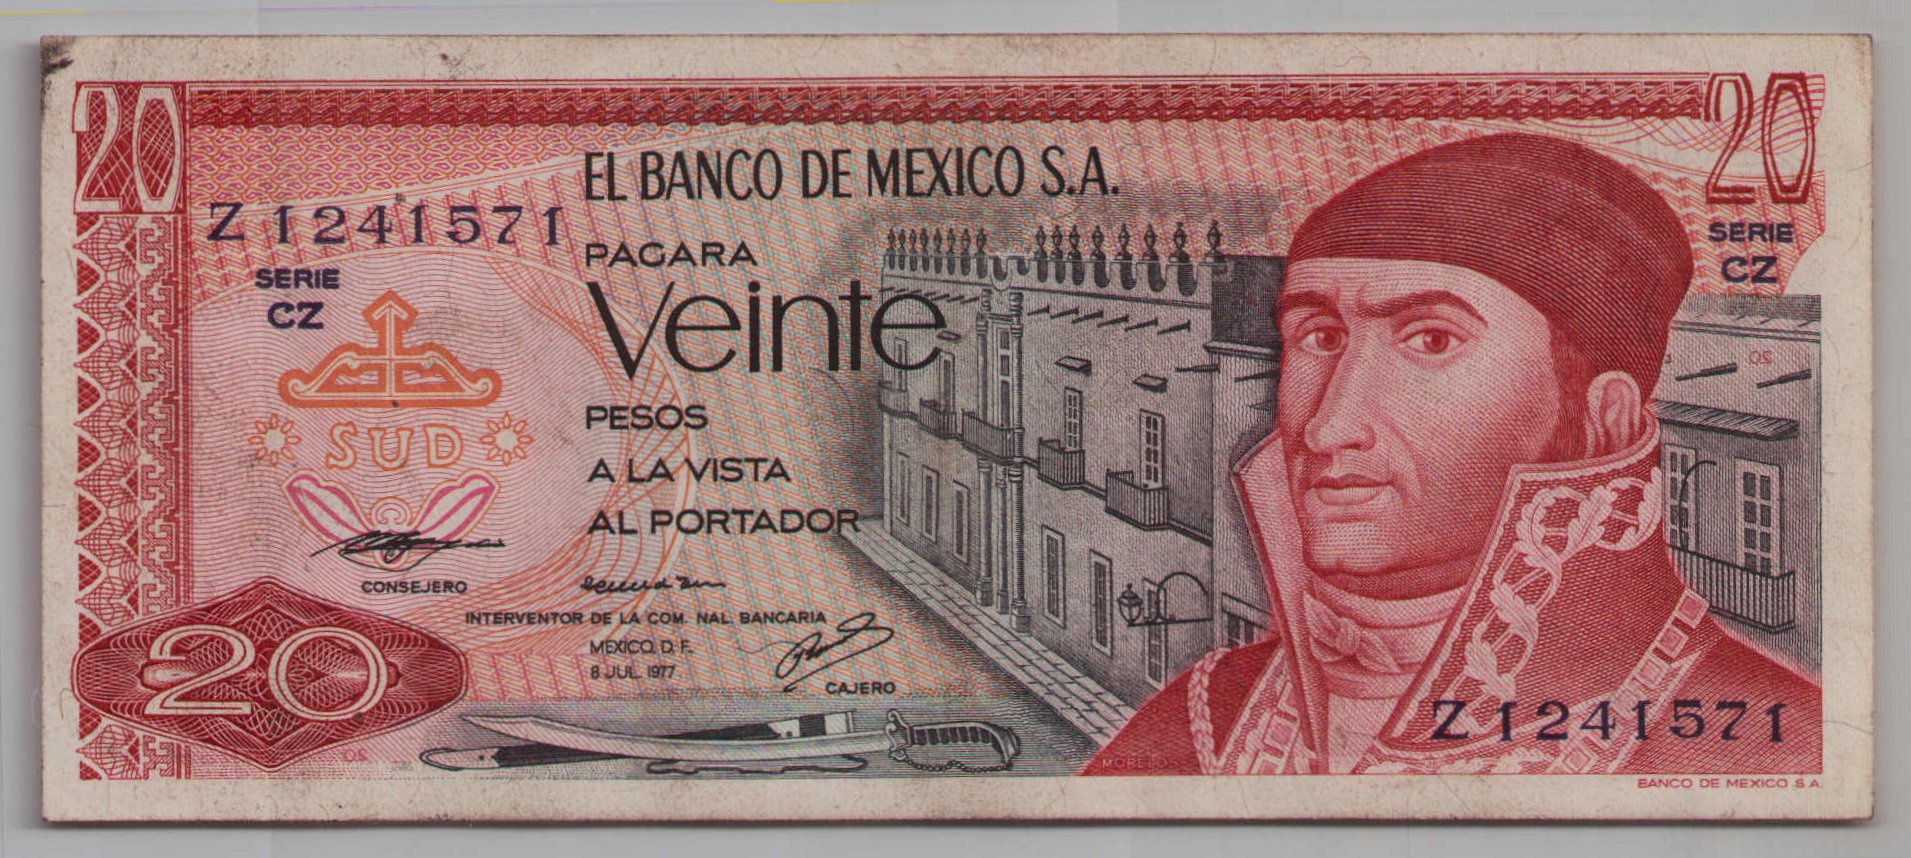 20
20
EL BANCO DE MEXICO S.A.
Z 1241571
PAGARA
SERIE
CZ
SERIE
CZ
Veinte
SUD
PESOS
A LA VISTA
AL PORTADOR
CONSEJERO
INTERVENTOR DE LA COM. NAL. BANCARIA
MEXICO, D. F.
8 JUL. 1977
CAJERO
20
Z 1241571
MORELOS
BANCO DE MEXICO S A.